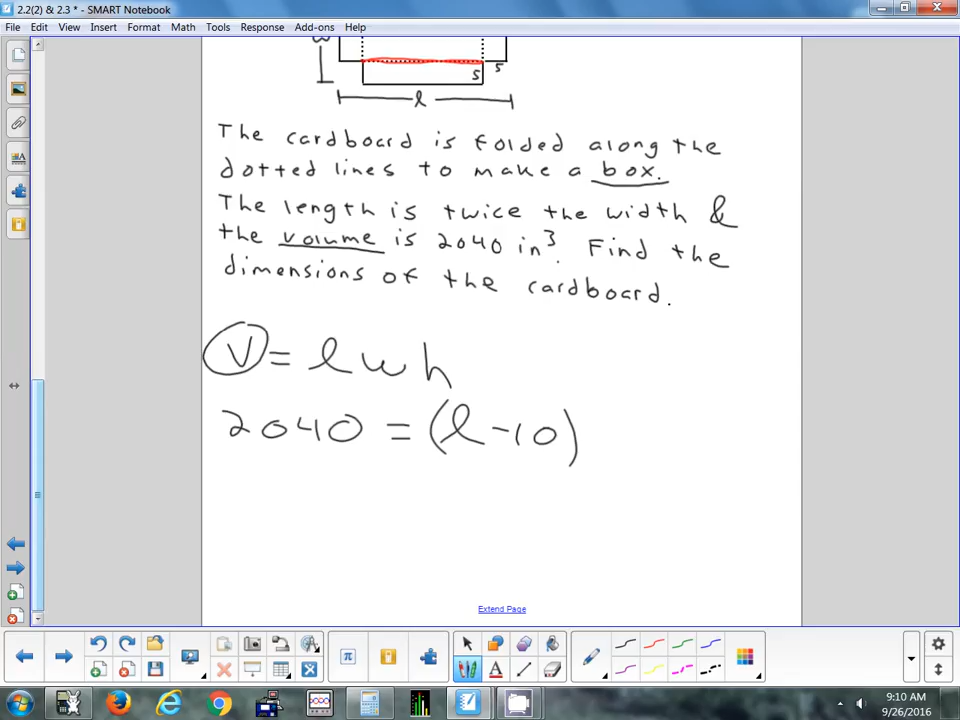 2.2(2) & 2.3 * - SMART Notebook
File Edit View Insert Format Math Tools Response Add-ons Help
w
5 5
l
The cardboard is folded along the
dotted lines to make a box.
The length is twice the width &
the volume is 2040 in³. Find the
dimensions of the cardboard.
V = l w h
2040 = (l - 10)
Extend Page
π
A
9:10 AM
9/26/2016